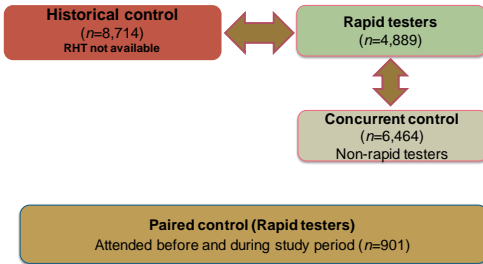 Historical control
(n=8,714)
RHT not available
Rapid testers
(n=4,889)
Concurrent control
(n=6,464)
Non-rapid testers
Paired control (Rapid testers)
Attended before and during study period (n=901)